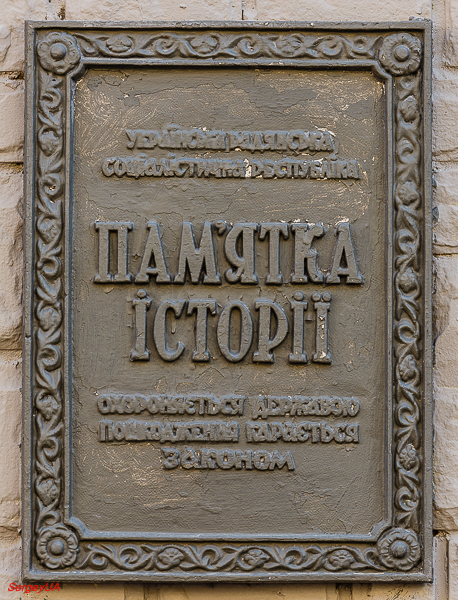 УКРАЇНСЬКА РАДЯНСЬКА
СОЦІАЛІСТИЧНА РЕСПУБЛІКА
ПАМ'ЯТКА
ІСТОРІЇ
ОХОРОНЯЄТЬСЯ ДЕРЖАВОЮ
ПОШКОДЖЕННЯ КАРАЄТЬСЯ
ЗАКОНОМ
SergeyUA